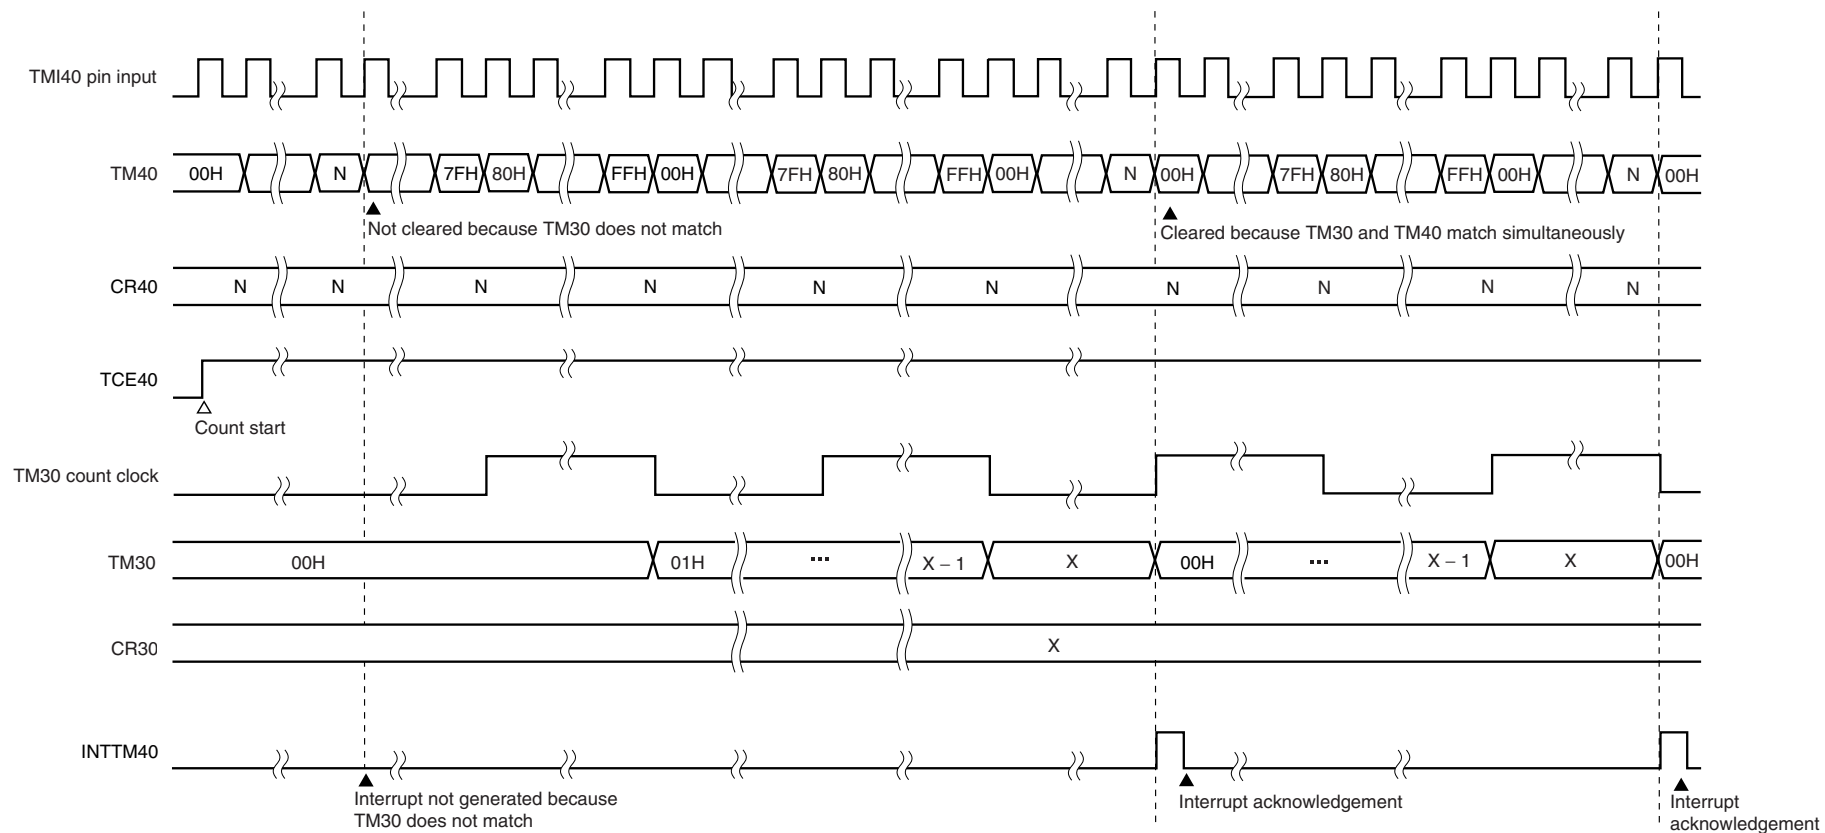 TMI40 pin input
TM40 00H N 7FH 80H FFH 00H 7FH 80H FFH 00H N 00H 7FH 80H FFH 00H N 00H
Not cleared because TM30 does not match
Cleared because TM30 and TM40 match simultaneously
CR40 N N N N N N N N N N
TCE40
Count start
TM30 count clock
TM30 00H 01H ... X – 1 X 00H ... X – 1 X 00H
CR30 X
INTTM40
Interrupt not generated because
TM30 does not match
Interrupt acknowledgement
Interrupt
acknowledgement